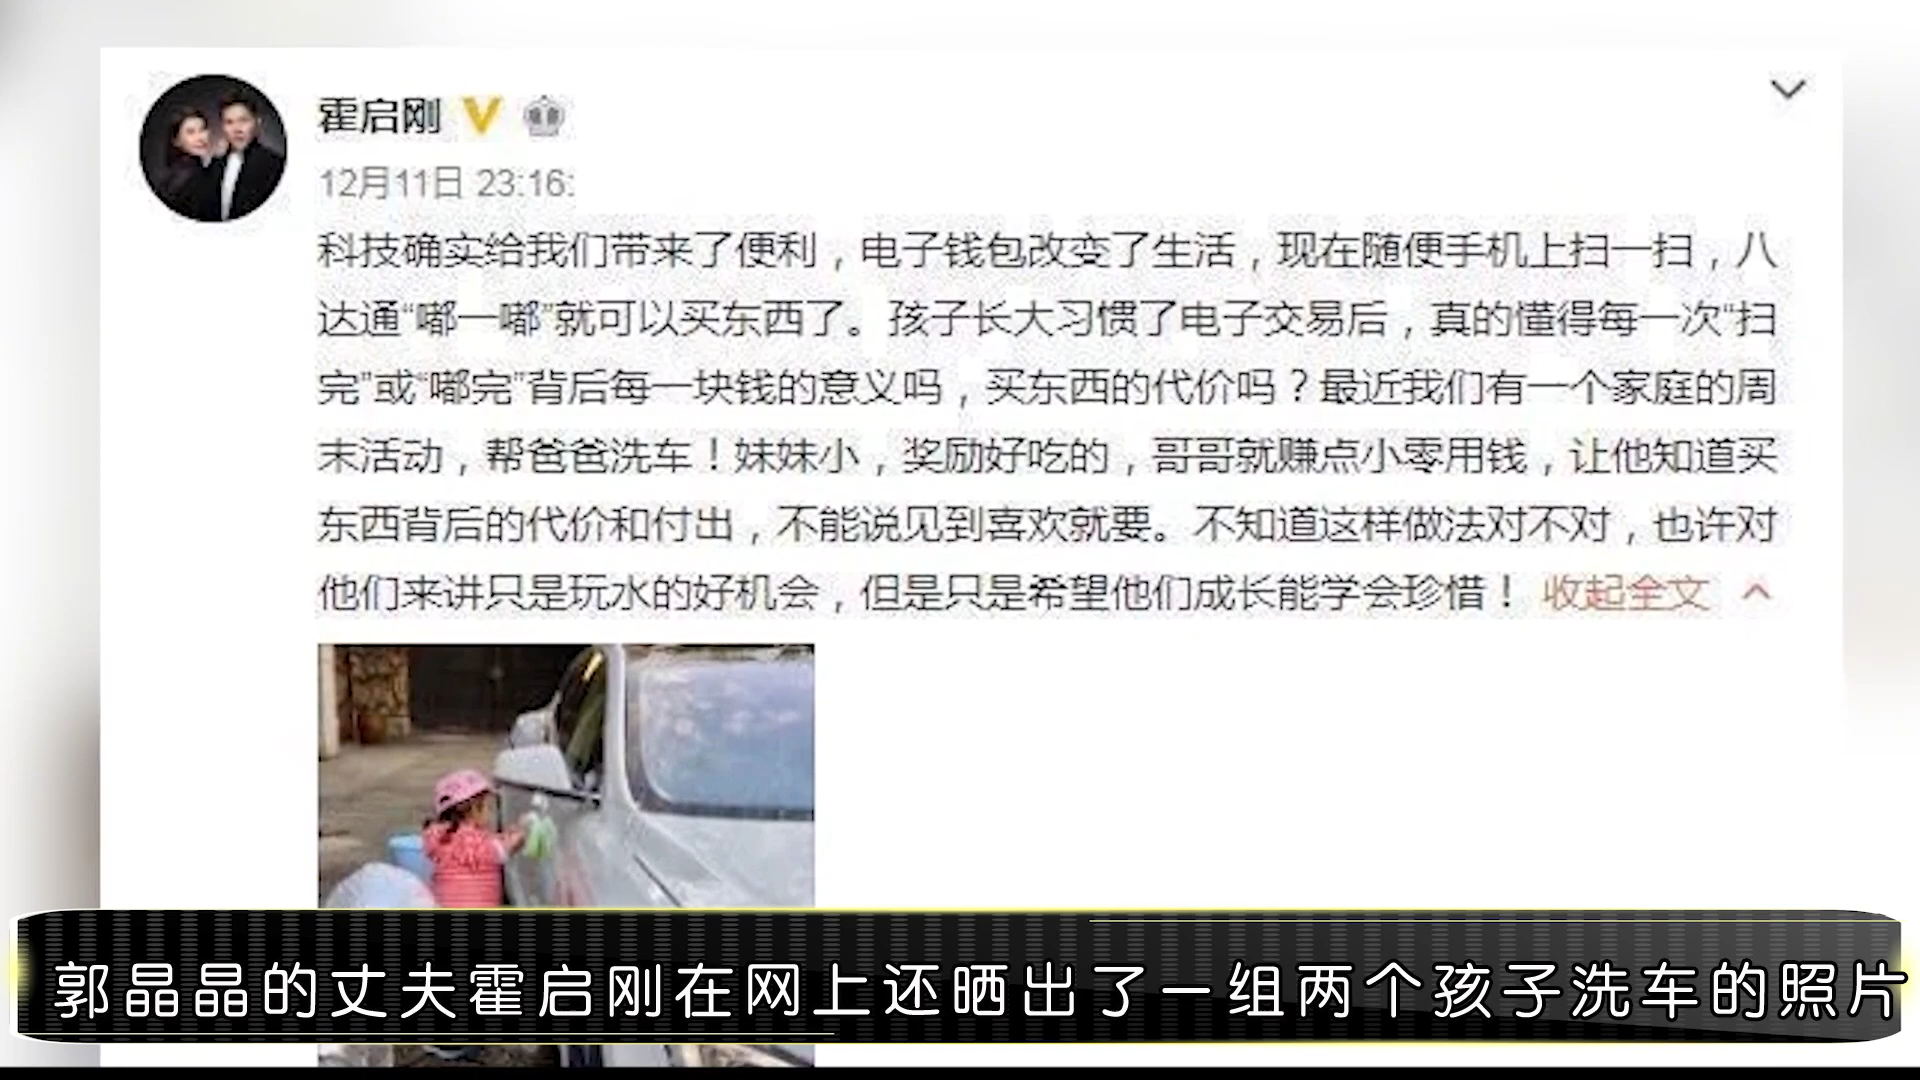 霍启刚
12月11日 23:16:
科技确实给我们带来了便利，电子钱包改变了生活，现在随便手机上扫一扫，八
达通“嘟一嘟”就可以买东西了。孩子长大习惯了电子交易后，真的懂得每一次“扫
完”或“嘟完”背后每一块钱的意义吗，买东西的代价吗？最近我们有一个家庭的周
末活动，帮爸爸洗车！妹妹小，奖励好吃的，哥哥就赚点小零用钱，让他知道买
东西背后的代价和付出，不能说见到喜欢就要。不知道这样做法对不对，也许对
他们来讲只是玩水的好机会，但是只是希望他们成长能学会珍惜！ 收起全文
郭晶晶的丈夫霍启刚在网上还晒出了一组两个孩子洗车的照片